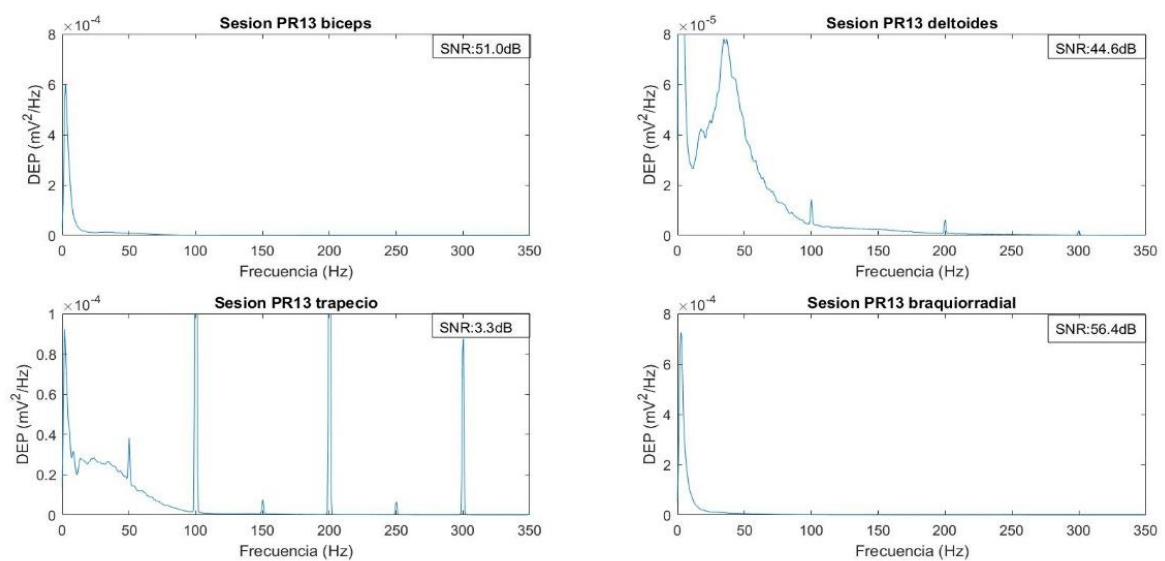 Sesion PR13 biceps
×10⁻⁴
SNR:51.0dB
8
6
4
2
0
DEP (mV²/Hz)
0 50 100 150 200 250 300 350
Frecuencia (Hz)
Sesion PR13 deltoides
×10⁻⁵
SNR:44.6dB
8
6
4
2
0
DEP (mV²/Hz)
0 50 100 150 200 250 300 350
Frecuencia (Hz)
Sesion PR13 trapecio
×10⁻⁴
SNR:3.3dB
1
0.8
0.6
0.4
0.2
0
DEP (mV²/Hz)
0 50 100 150 200 250 300 350
Frecuencia (Hz)
Sesion PR13 braquiorradial
×10⁻⁴
SNR:56.4dB
8
6
4
2
0
DEP (mV²/Hz)
0 50 100 150 200 250 300 350
Frecuencia (Hz)